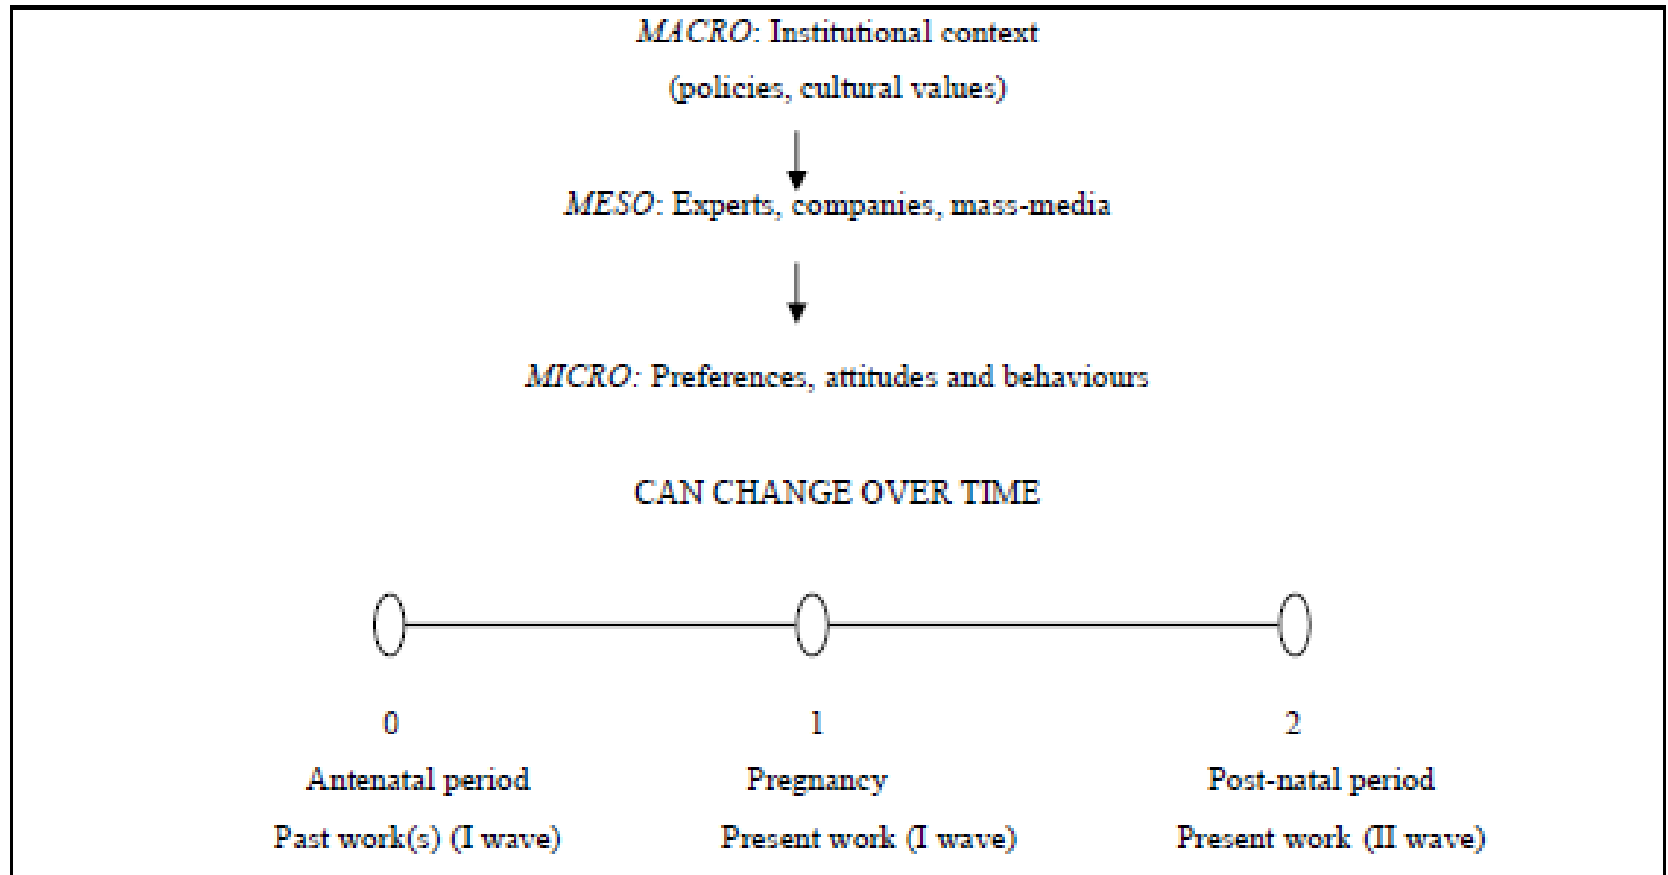 MACRO: Institutional context
(policies, cultural values)
MESO: Experts, companies, mass-media
MICRO: Preferences, attitudes and behaviours
CAN CHANGE OVER TIME
0 1 2
Antenatal period Pregnancy Post-natal period
Past work(s) (I wave) Present work (I wave) Present work (II wave)